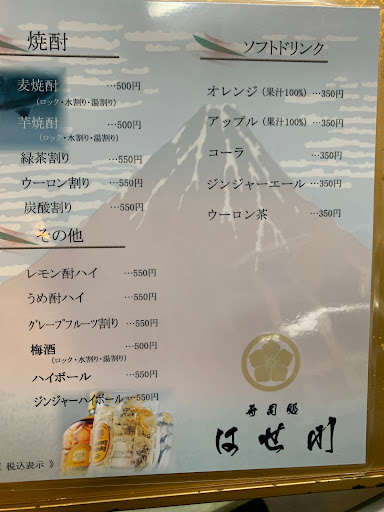 焼酎
麦焼酎 …500円
(ロック・水割り・湯割り)
芋焼酎 …500円
(ロック・水割り・湯割り)
緑茶割り …550円
ウーロン割り …550円
炭酸割り …550円
その他
レモン酎ハイ …550円
うめ酎ハイ …550円
グレープフルーツ割り …550円
梅酒 …500円
(ロック・水割り・湯割り)
ハイボール …550円
ジンジャーハイボール …550円
《 税込表示 》
ソフトドリンク
オレンジ (果汁100%) …350円
アップル (果汁100%) …350円
コーラ …350円
ジンジャーエール …350円
ウーロン茶 …350円
寿司処
はせ川